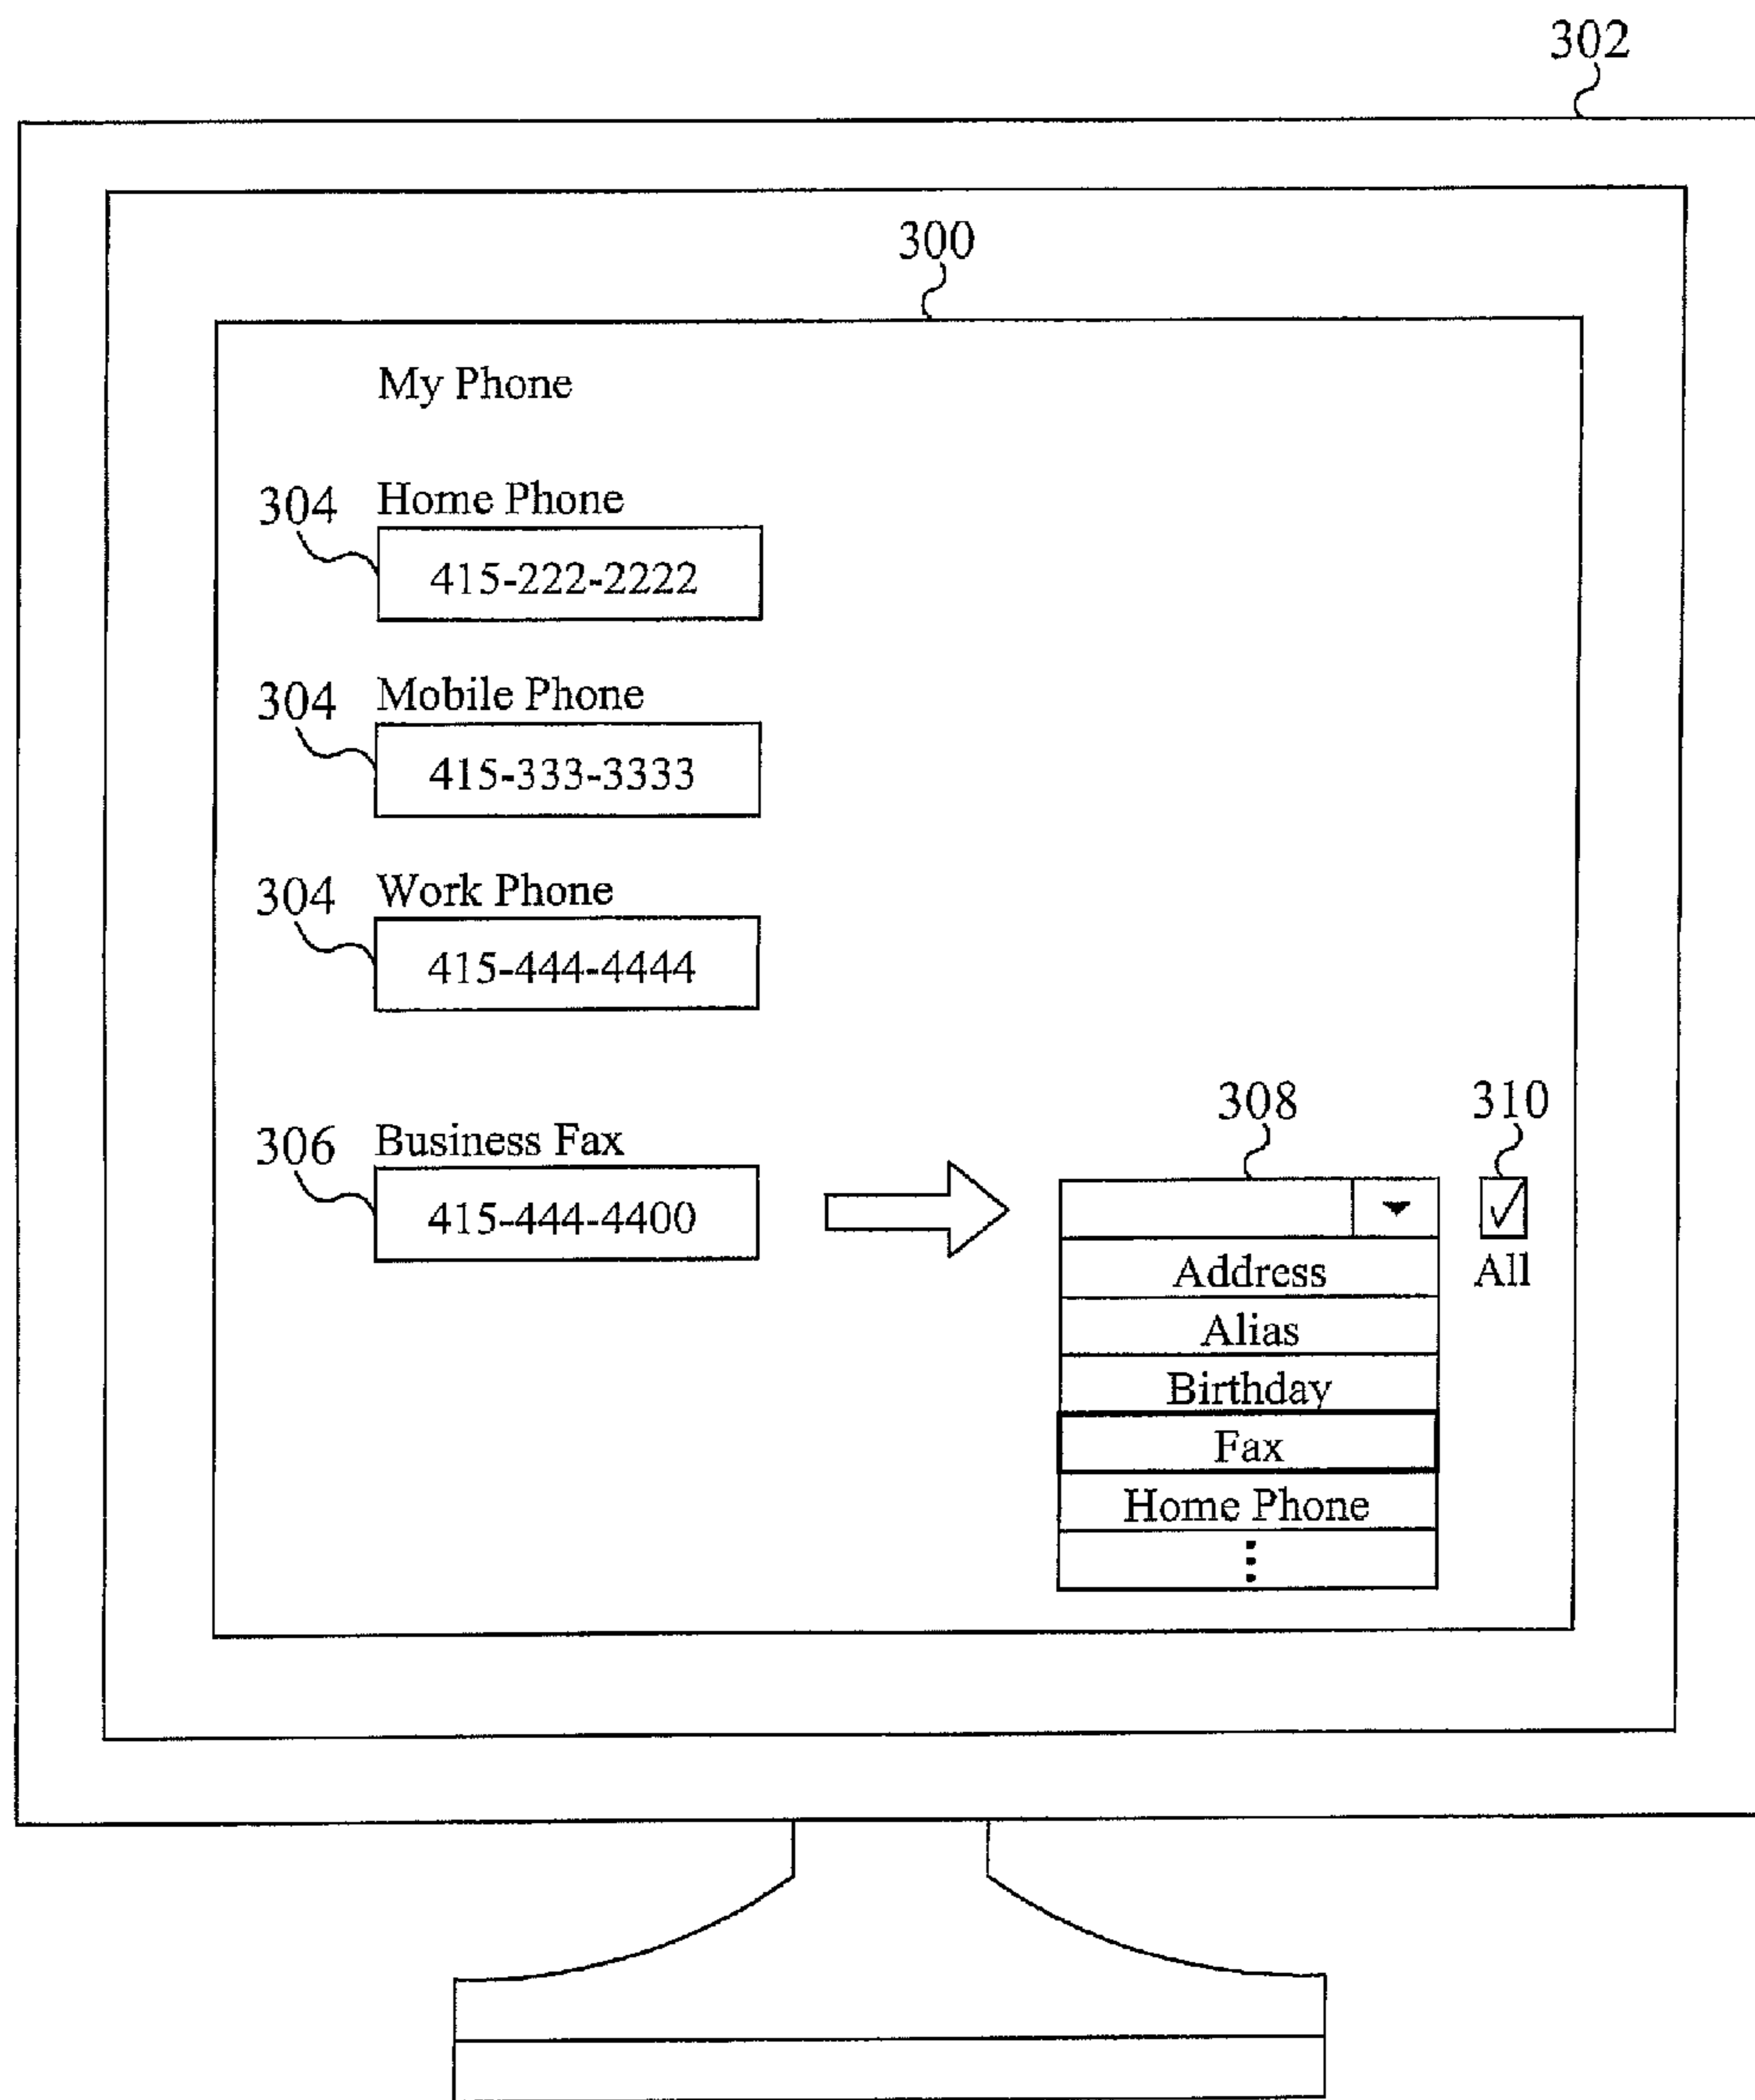 302
300
My Phone
304 Home Phone
415-222-2222
304 Mobile Phone
415-333-3333
304 Work Phone
415-444-4444
308 310
306 Business Fax
415-444-4400
Address
All
Alias
Birthday
Fax
Home Phone